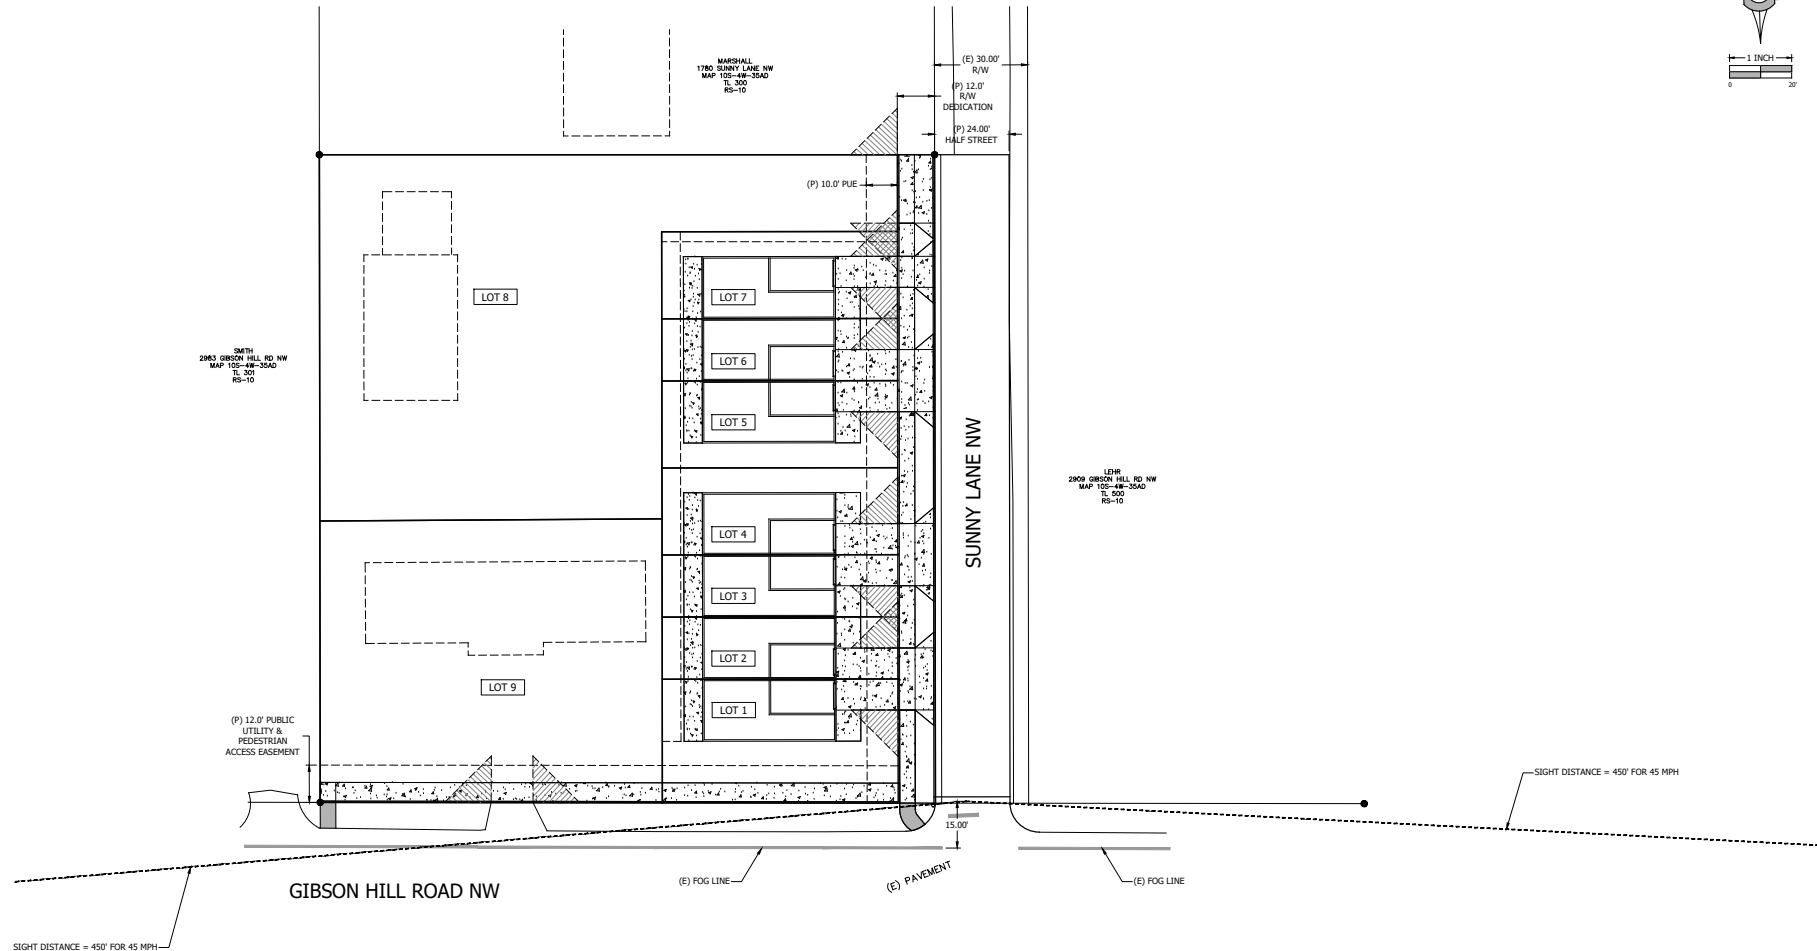 MARSHALL
1780 SUNNY LANE NW
MAP 10S-4W-35AD
TL 300
RS-10
(E) 30.00'
R/W
(P) 12.0'
R/W
DEDICATION
(P) 24.00'
HALF STREET
1 INCH
0 20'
(P) 10.0' PUE
LOT 8
LOT 7
SMITH
2983 GIBSON HILL RD NW
MAP 10S-4W-35AD
TL 301
RS-10
LOT 6
LOT 5
SUNNY LANE NW
LEHR
2909 GIBSON HILL RD NW
MAP 10S-4W-35AD
TL 500
RS-10
LOT 4
LOT 3
LOT 2
LOT 9
LOT 1
(P) 12.0' PUBLIC
UTILITY &
PEDESTRIAN
ACCESS EASEMENT
SIGHT DISTANCE = 450' FOR 45 MPH
15.00'
(E) FOG LINE
(E) PAVEMENT
(E) FOG LINE
GIBSON HILL ROAD NW
SIGHT DISTANCE = 450' FOR 45 MPH